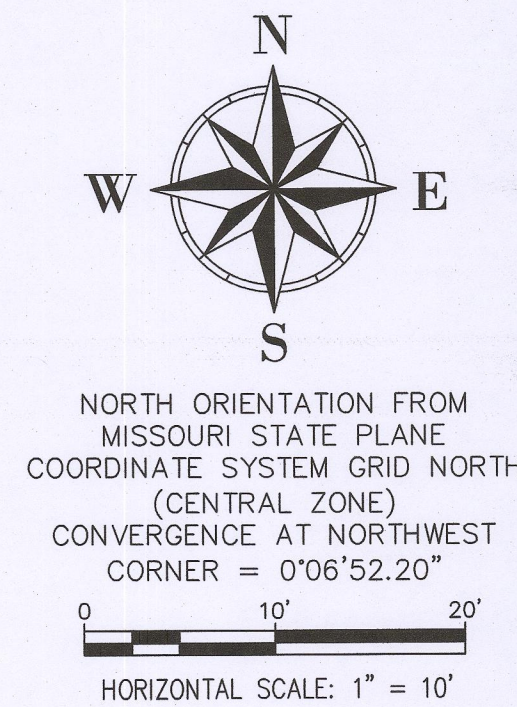 N
W E
S
NORTH ORIENTATION FROM
MISSOURI STATE PLANE
COORDINATE SYSTEM GRID NORTH
(CENTRAL ZONE)
CONVERGENCE AT NORTHWEST
CORNER = 0°06'52.20"
0 10' 20'
HORIZONTAL SCALE: 1" = 10'